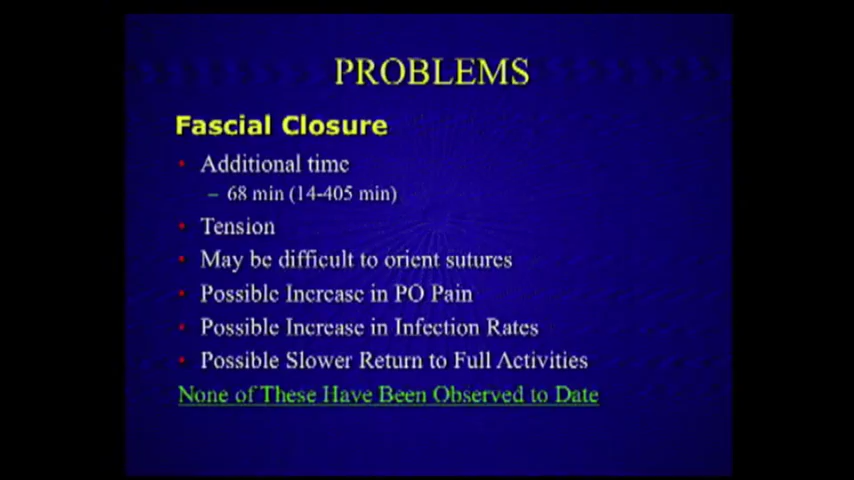 PROBLEMS
Fascial Closure
• Additional time
– 68 min (14-405 min)
• Tension
• May be difficult to orient sutures
• Possible Increase in PO Pain
• Possible Increase in Infection Rates
• Possible Slower Return to Full Activities
None of These Have Been Observed to Date